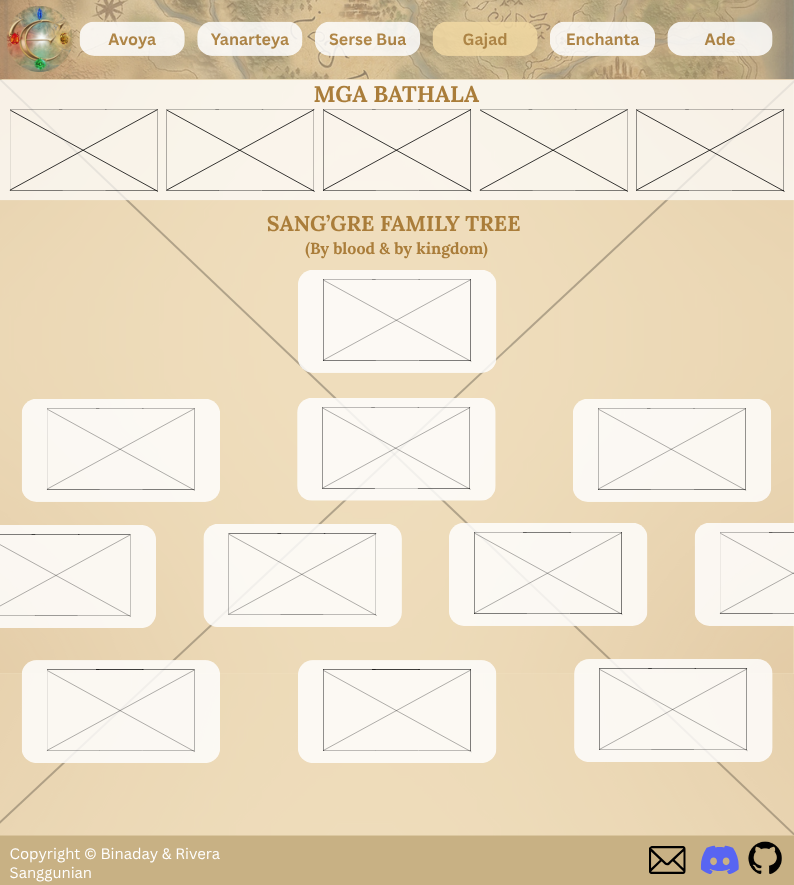 Avoya
Yanarteya
Serse Bua
Gajad
Enchanta
Ade
MGA BATHALA
SANG’GRE FAMILY TREE
(By blood & by kingdom)
Copyright © Binaday & Rivera
Sanggunian